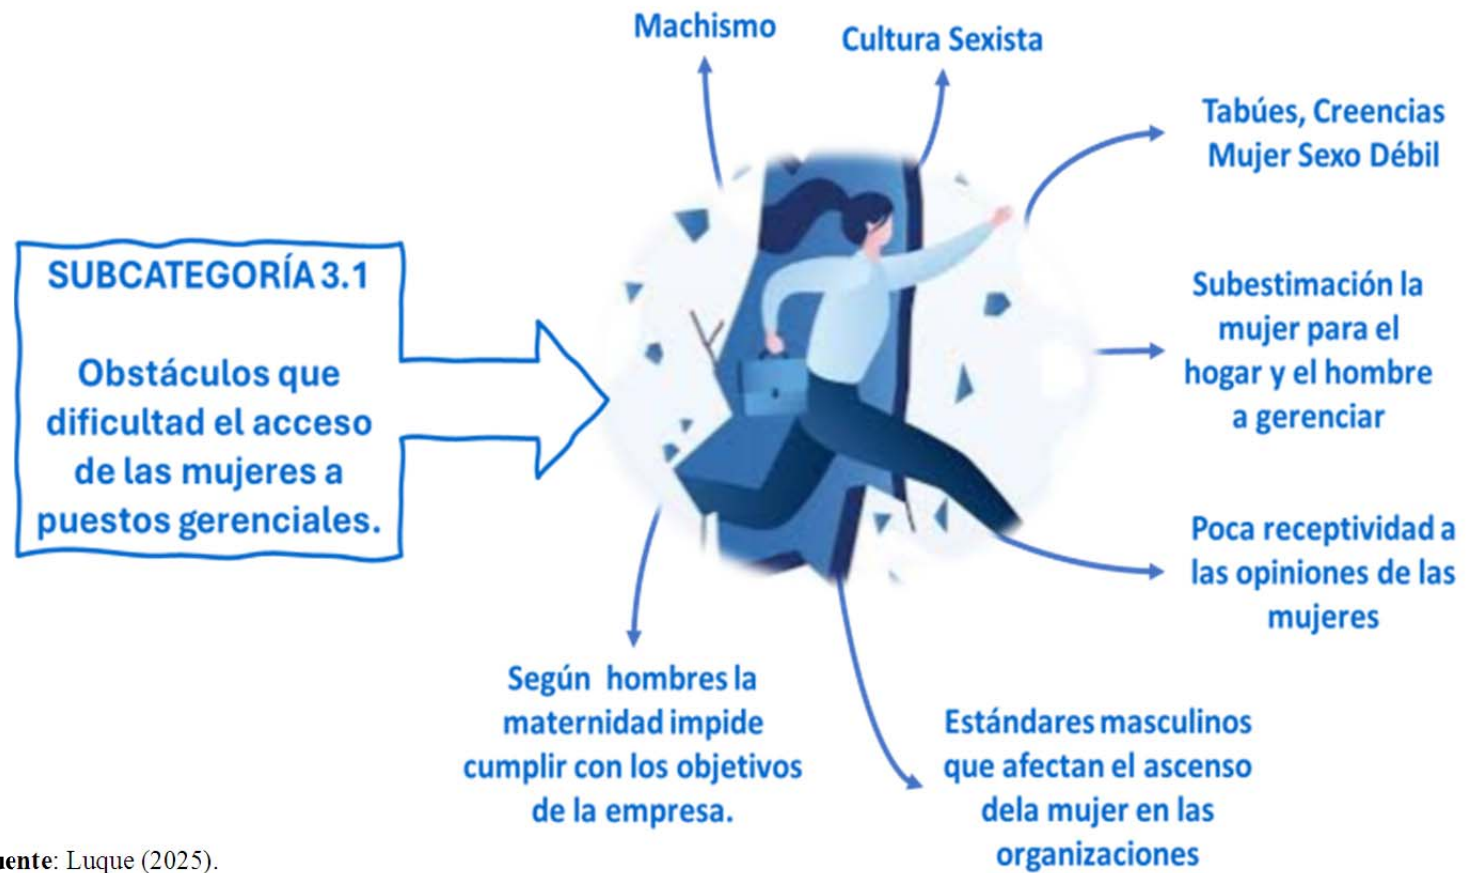 Machismo
Cultura Sexista
Tabúes, Creencias
Mujer Sexo Débil
SUBCATEGORÍA 3.1
Obstáculos que
dificultad el acceso
de las mujeres a
puestos gerenciales.
Subestimación la
mujer para el
hogar y el hombre
a gerenciar
Poca receptividad a
las opiniones de las
mujeres
Según hombres la
maternidad impide
cumplir con los objetivos
de la empresa.
Estándares masculinos
que afectan el ascenso
dela mujer en las
organizaciones
uente: Luque (2025).